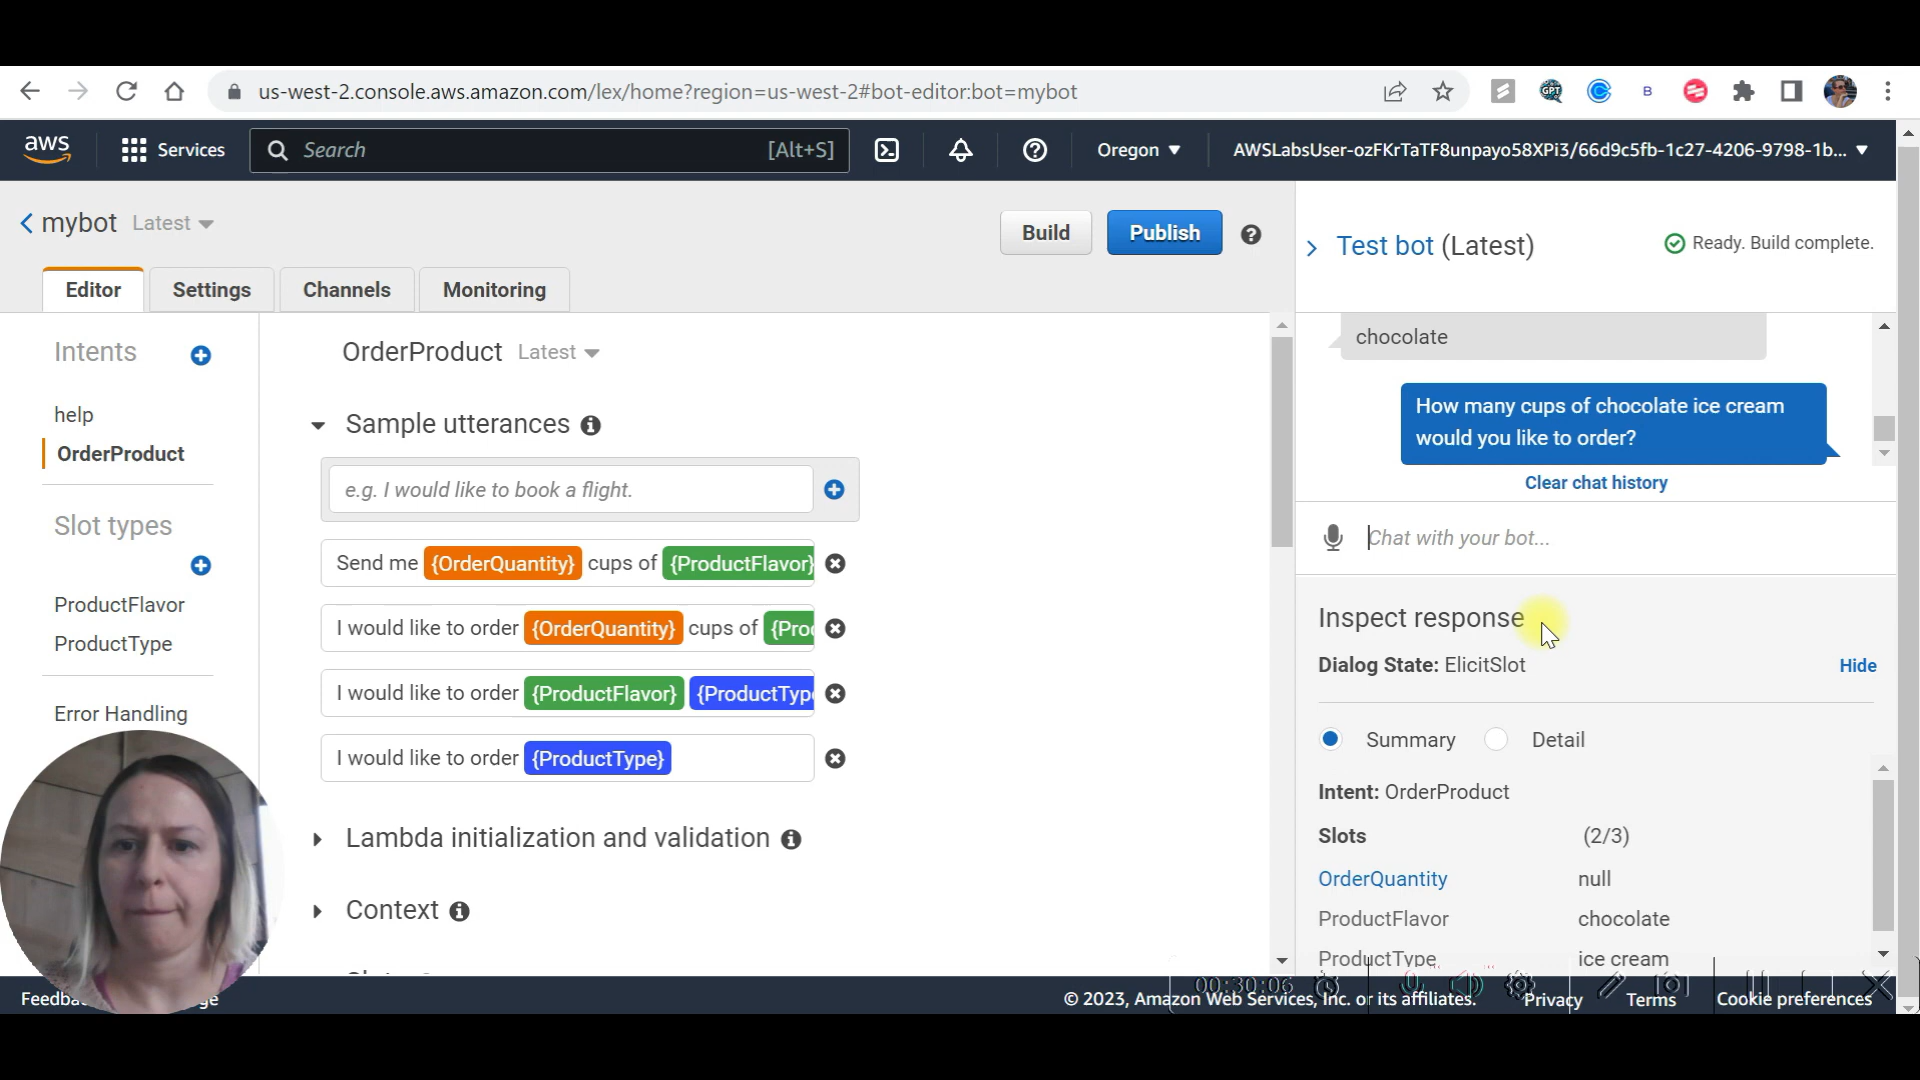 us-west-2.console.aws.amazon.com/lex/home?region=us-west-2#bot-editor:bot=mybot
GPT
B
aws
Services
Search
[Alt+S]
Oregon
AWSLabsUser-ozFKrTaTF8unpayo58XPi3/66d9c5fb-1c27-4206-9798-1b...
mybot
Latest
Build
Publish
Editor
Settings
Channels
Monitoring
Intents
help
OrderProduct
Slot types
ProductFlavor
ProductType
Error Handling
OrderProduct Latest
Sample utterances
e.g. I would like to book a flight.
Send me {OrderQuantity} cups of {ProductFlavor}
I would like to order {OrderQuantity} cups of {Pro
I would like to order {ProductFlavor} {ProductTyp
I would like to order {ProductType}
Lambda initialization and validation
Context
Test bot (Latest)
Ready. Build complete.
chocolate
How many cups of chocolate ice cream
would you like to order?
Clear chat history
Chat with your bot...
Inspect response
Dialog State: ElicitSlot
Hide
Summary
Detail
Intent: OrderProduct
Slots (2/3)
OrderQuantity null
ProductFlavor chocolate
ProductType ice cream
00:30:06
© 2023, Amazon Web Services, Inc. or its affiliates.
Privacy
Terms
Cookie preferences